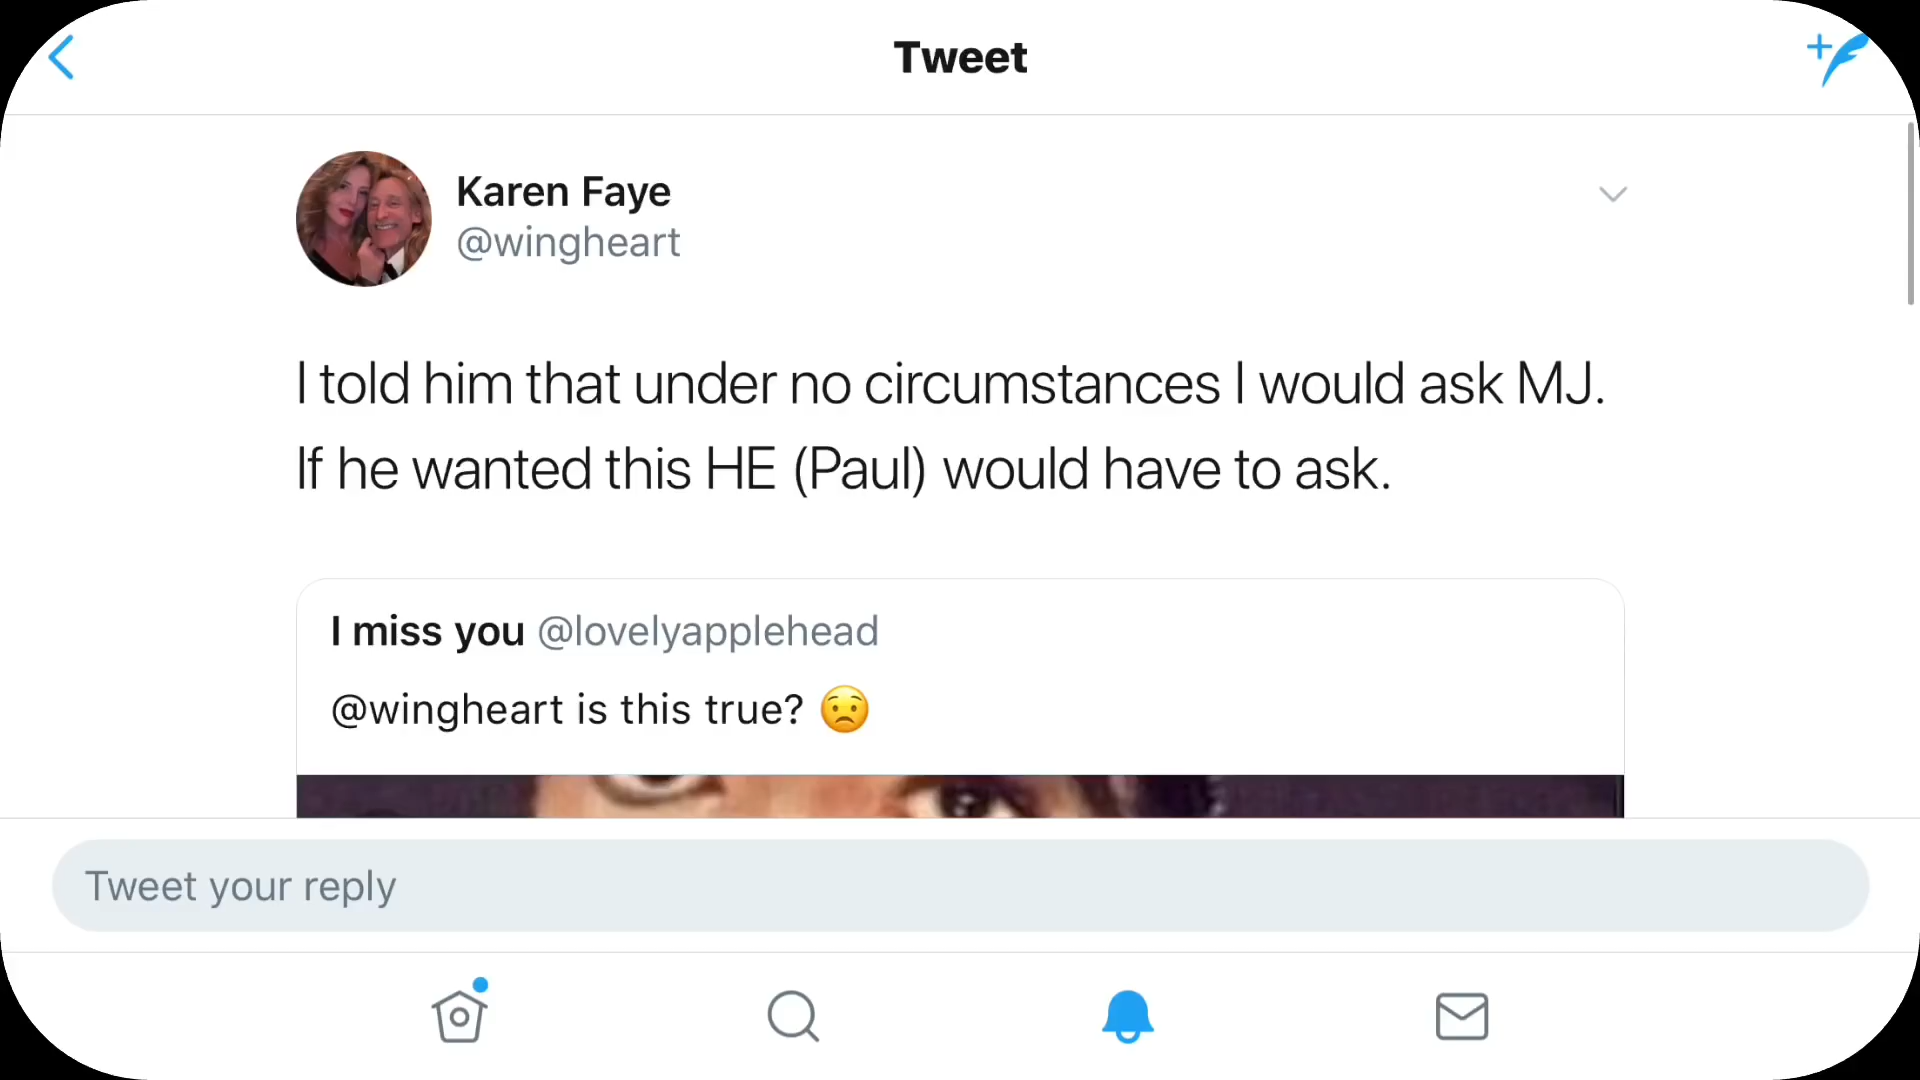 Tweet
Karen Faye
@wingheart
I told him that under no circumstances I would ask MJ.
If he wanted this HE (Paul) would have to ask.
I miss you @lovelyapplehead
@wingheart is this true? 😟
Tweet your reply